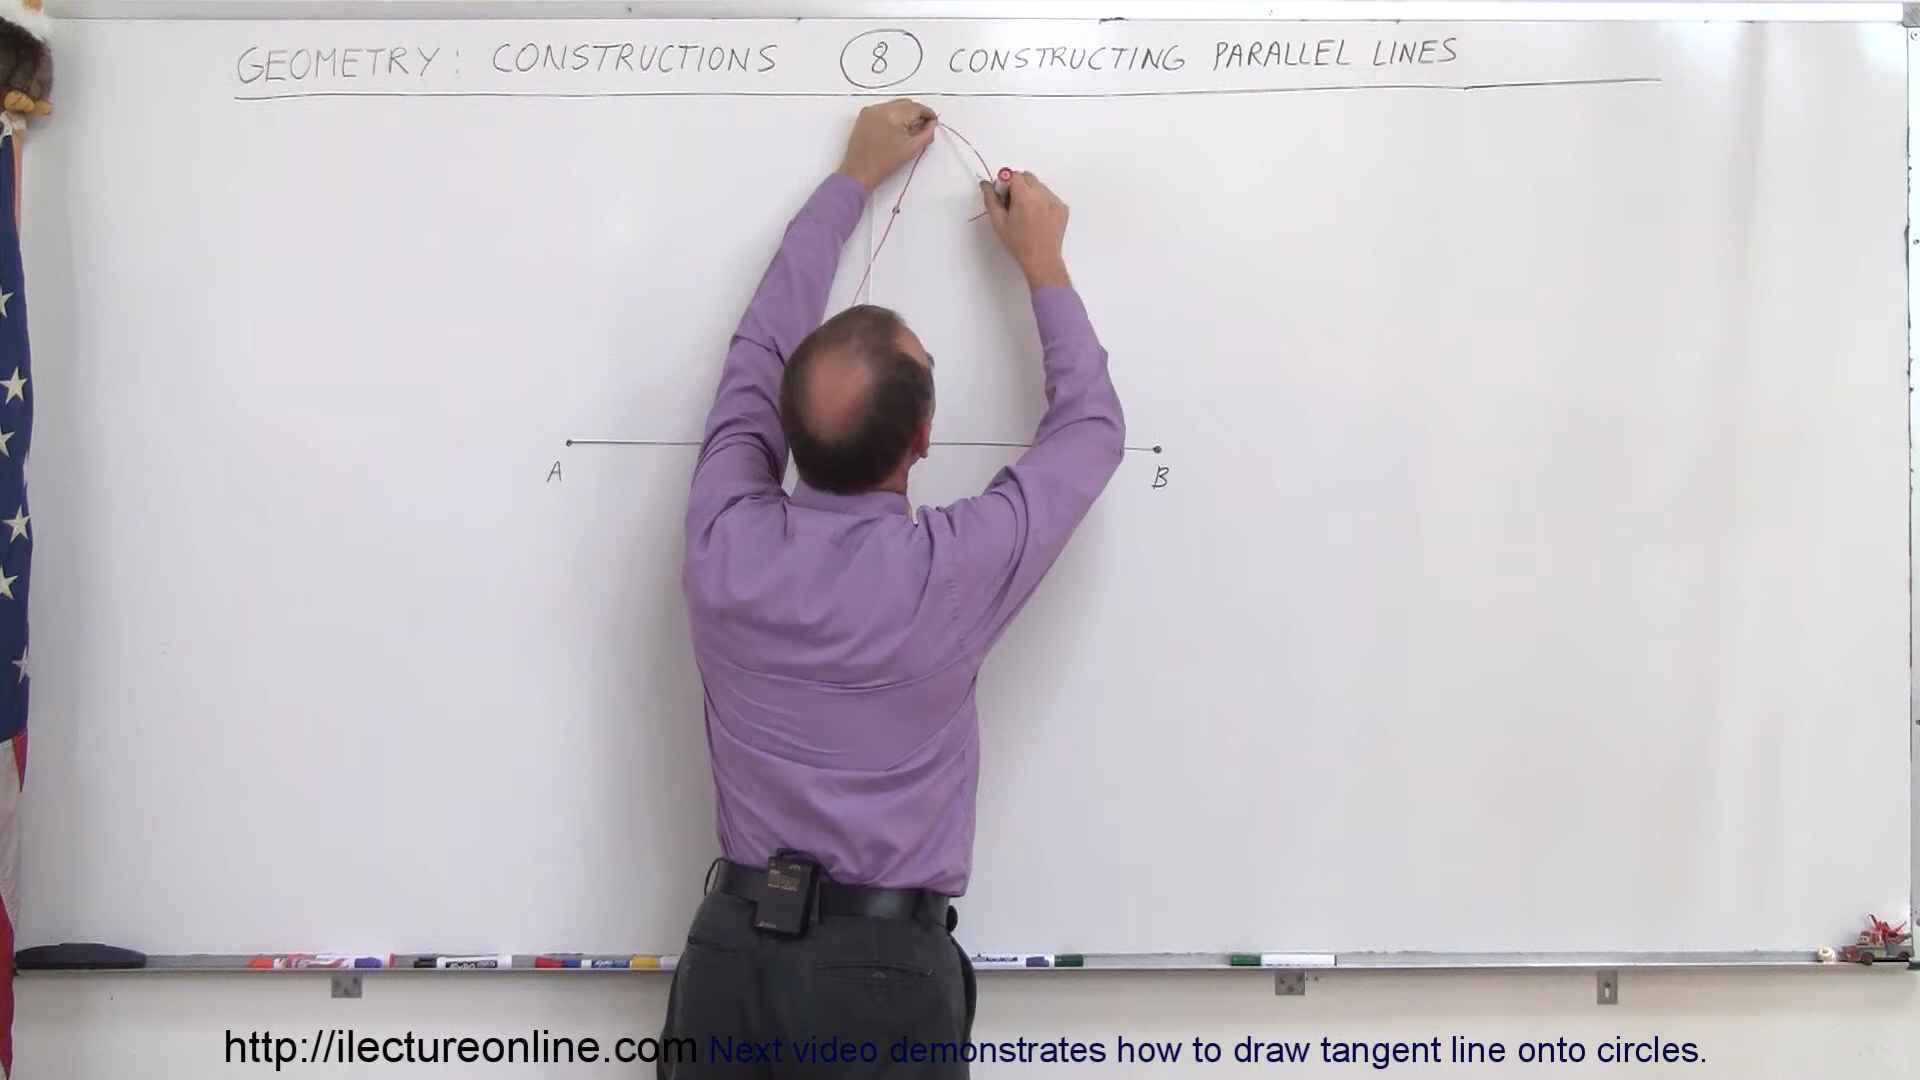 GEOMETRY: CONSTRUCTIONS 8 CONSTRUCTING PARALLEL LINES
A
B
http://ilectureonline.com Next video demonstrates how to draw tangent line onto circles.